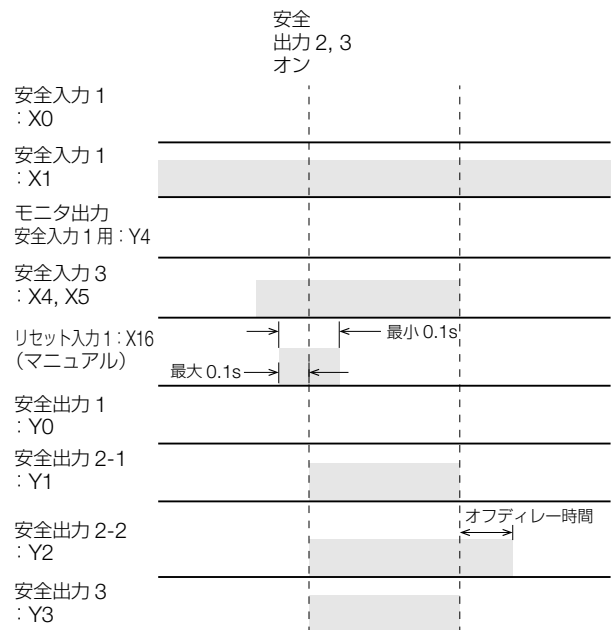 安全
出力 2, 3
オン
安全入力 1
: X0
安全入力 1
: X1
モニタ出力
安全入力 1 用 : Y4
安全入力 3
: X4, X5
最小 0.1s
リセット入力 1 : X16
（マニュアル）
最大 0.1s
安全出力 1
: Y0
安全出力 2-1
: Y1
オフディレー時間
安全出力 2-2
: Y2
安全出力 3
: Y3